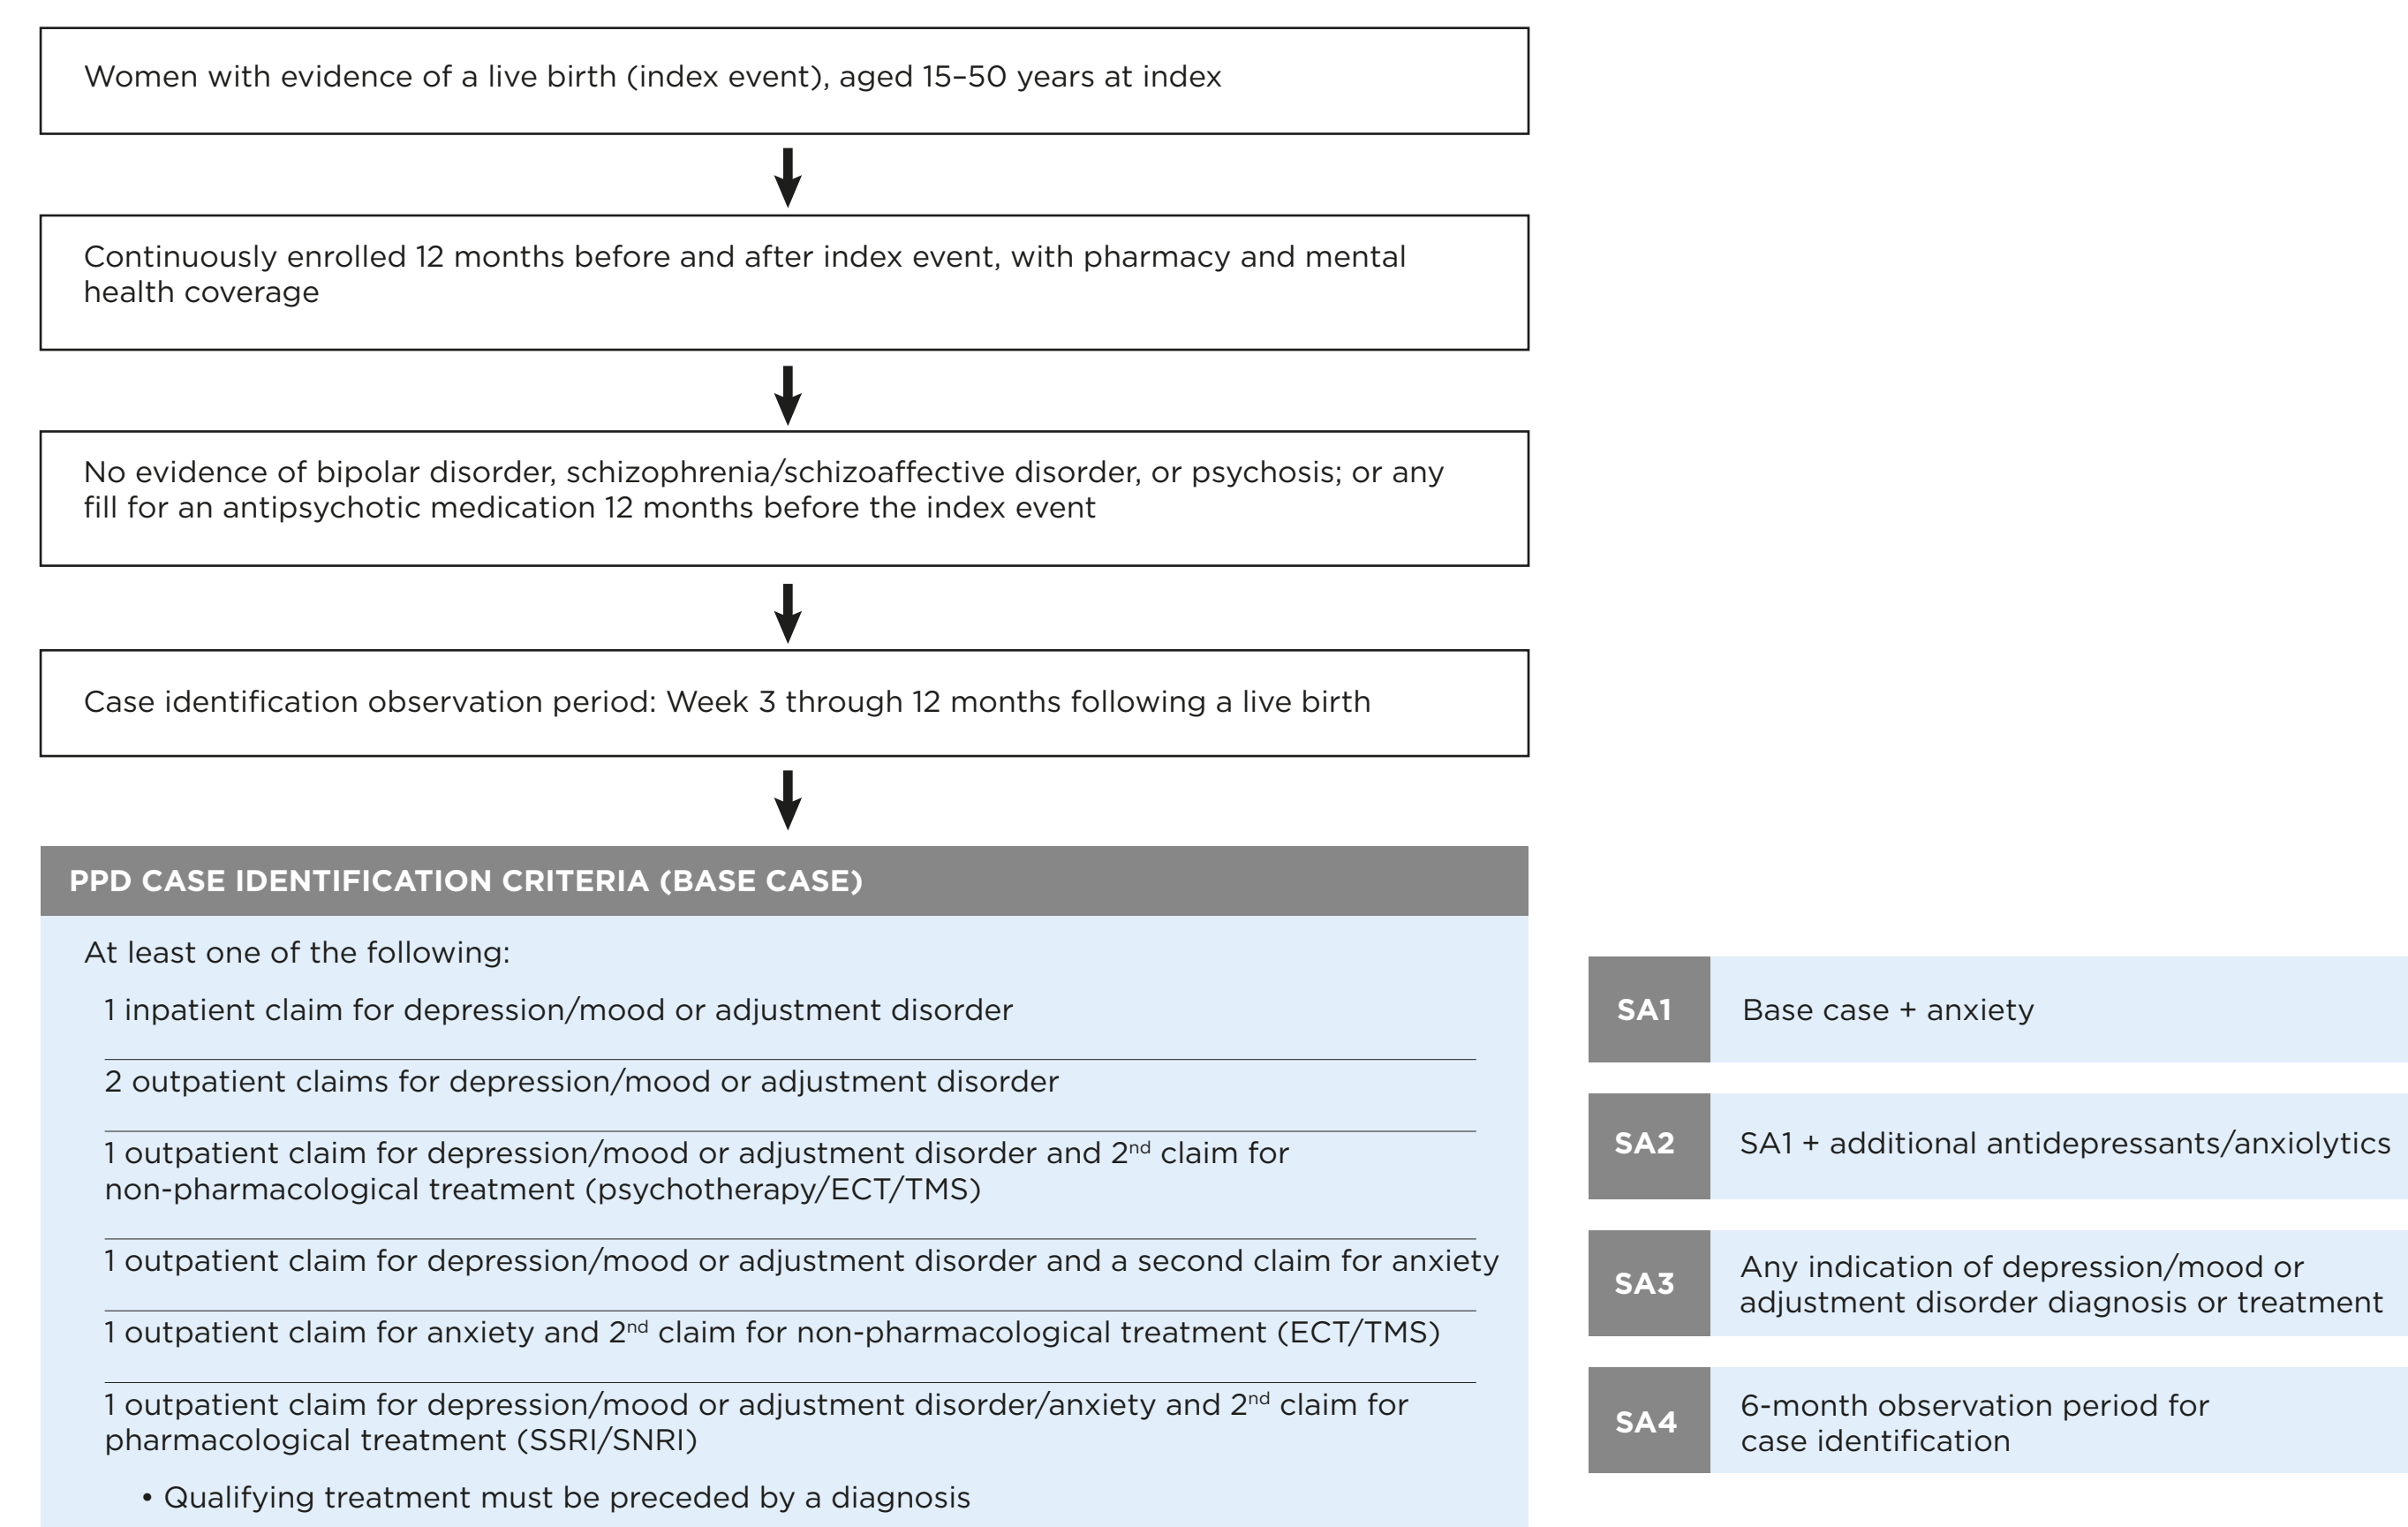 Women with evidence of a live birth (index event), aged 15–50 years at index
Continuously enrolled 12 months before and after index event, with pharmacy and mental
health coverage
No evidence of bipolar disorder, schizophrenia/schizoaffective disorder, or psychosis; or any
fill for an antipsychotic medication 12 months before the index event
Case identification observation period: Week 3 through 12 months following a live birth
PPD CASE IDENTIFICATION CRITERIA (BASE CASE)
At least one of the following:
1 inpatient claim for depression/mood or adjustment disorder
2 outpatient claims for depression/mood or adjustment disorder
1 outpatient claim for depression/mood or adjustment disorder and 2nd claim for
non-pharmacological treatment (psychotherapy/ECT/TMS)
1 outpatient claim for depression/mood or adjustment disorder and a second claim for anxiety
1 outpatient claim for anxiety and 2nd claim for non-pharmacological treatment (ECT/TMS)
1 outpatient claim for depression/mood or adjustment disorder/anxiety and 2nd claim for
pharmacological treatment (SSRI/SNRI)
• Qualifying treatment must be preceded by a diagnosis
SA1 Base case + anxiety
SA2 SA1 + additional antidepressants/anxiolytics
SA3 Any indication of depression/mood or
adjustment disorder diagnosis or treatment
SA4 6-month observation period for
case identification